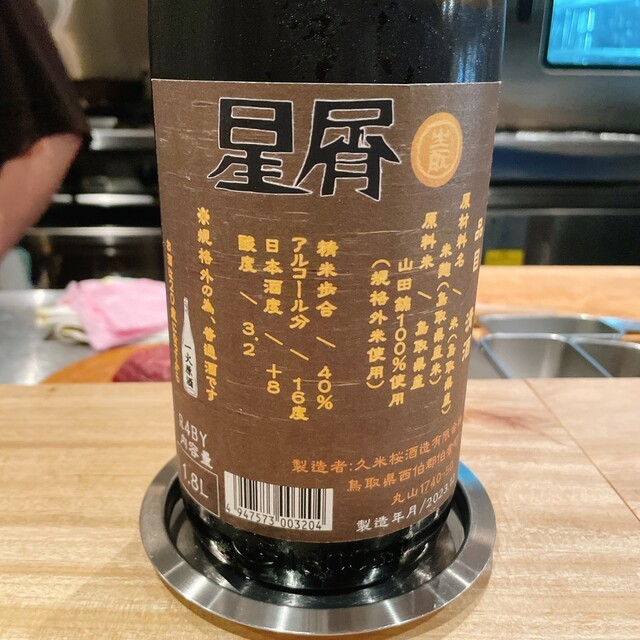 星屑
生酛
品目
原材料名／米(鳥取県産)
米麹(鳥取県産米)
原料米／鳥取県産
山田錦100%使用
(規格外米使用)
精米歩合／40%
アルコール分／16度
日本酒度／+8
酸度／3.2
※規格外の為、普通酒です
一火原酒
R4BY
内容量
1.8L
4 947573 003204
製造者:久米桜酒造有限会
鳥取県西伯郡伯耆町
丸山1740
製造年月/2023